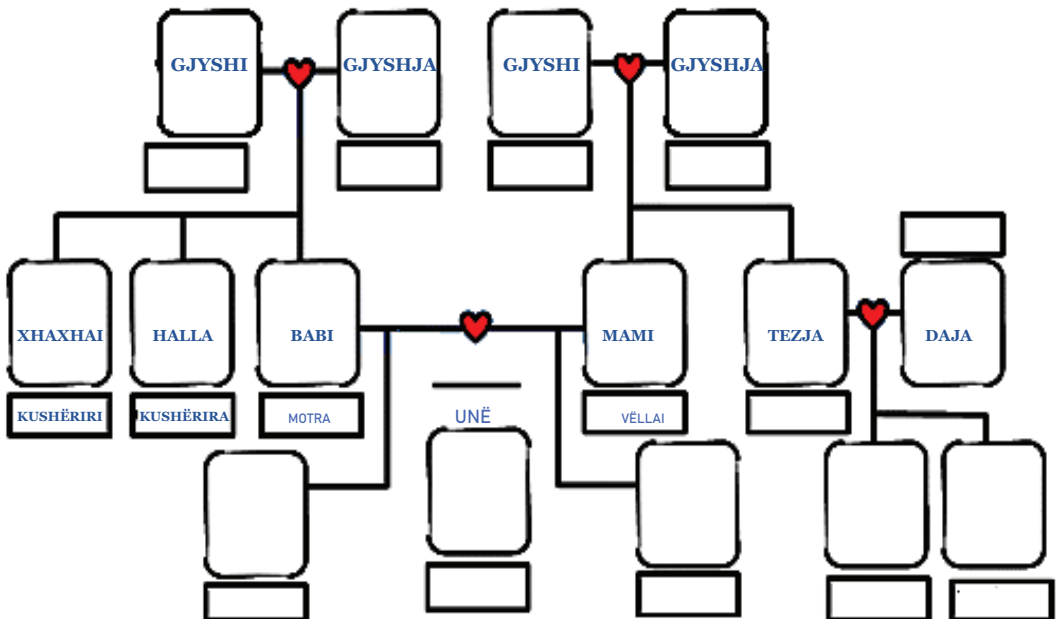 GJYSHI GJYSHJA GJYSHI GJYSHJA
XHAXHAI HALLA BABI MAMI TEZJA DAJA
KUSHËRIRI KUSHËRIRA MOTRA UNË VËLLAI